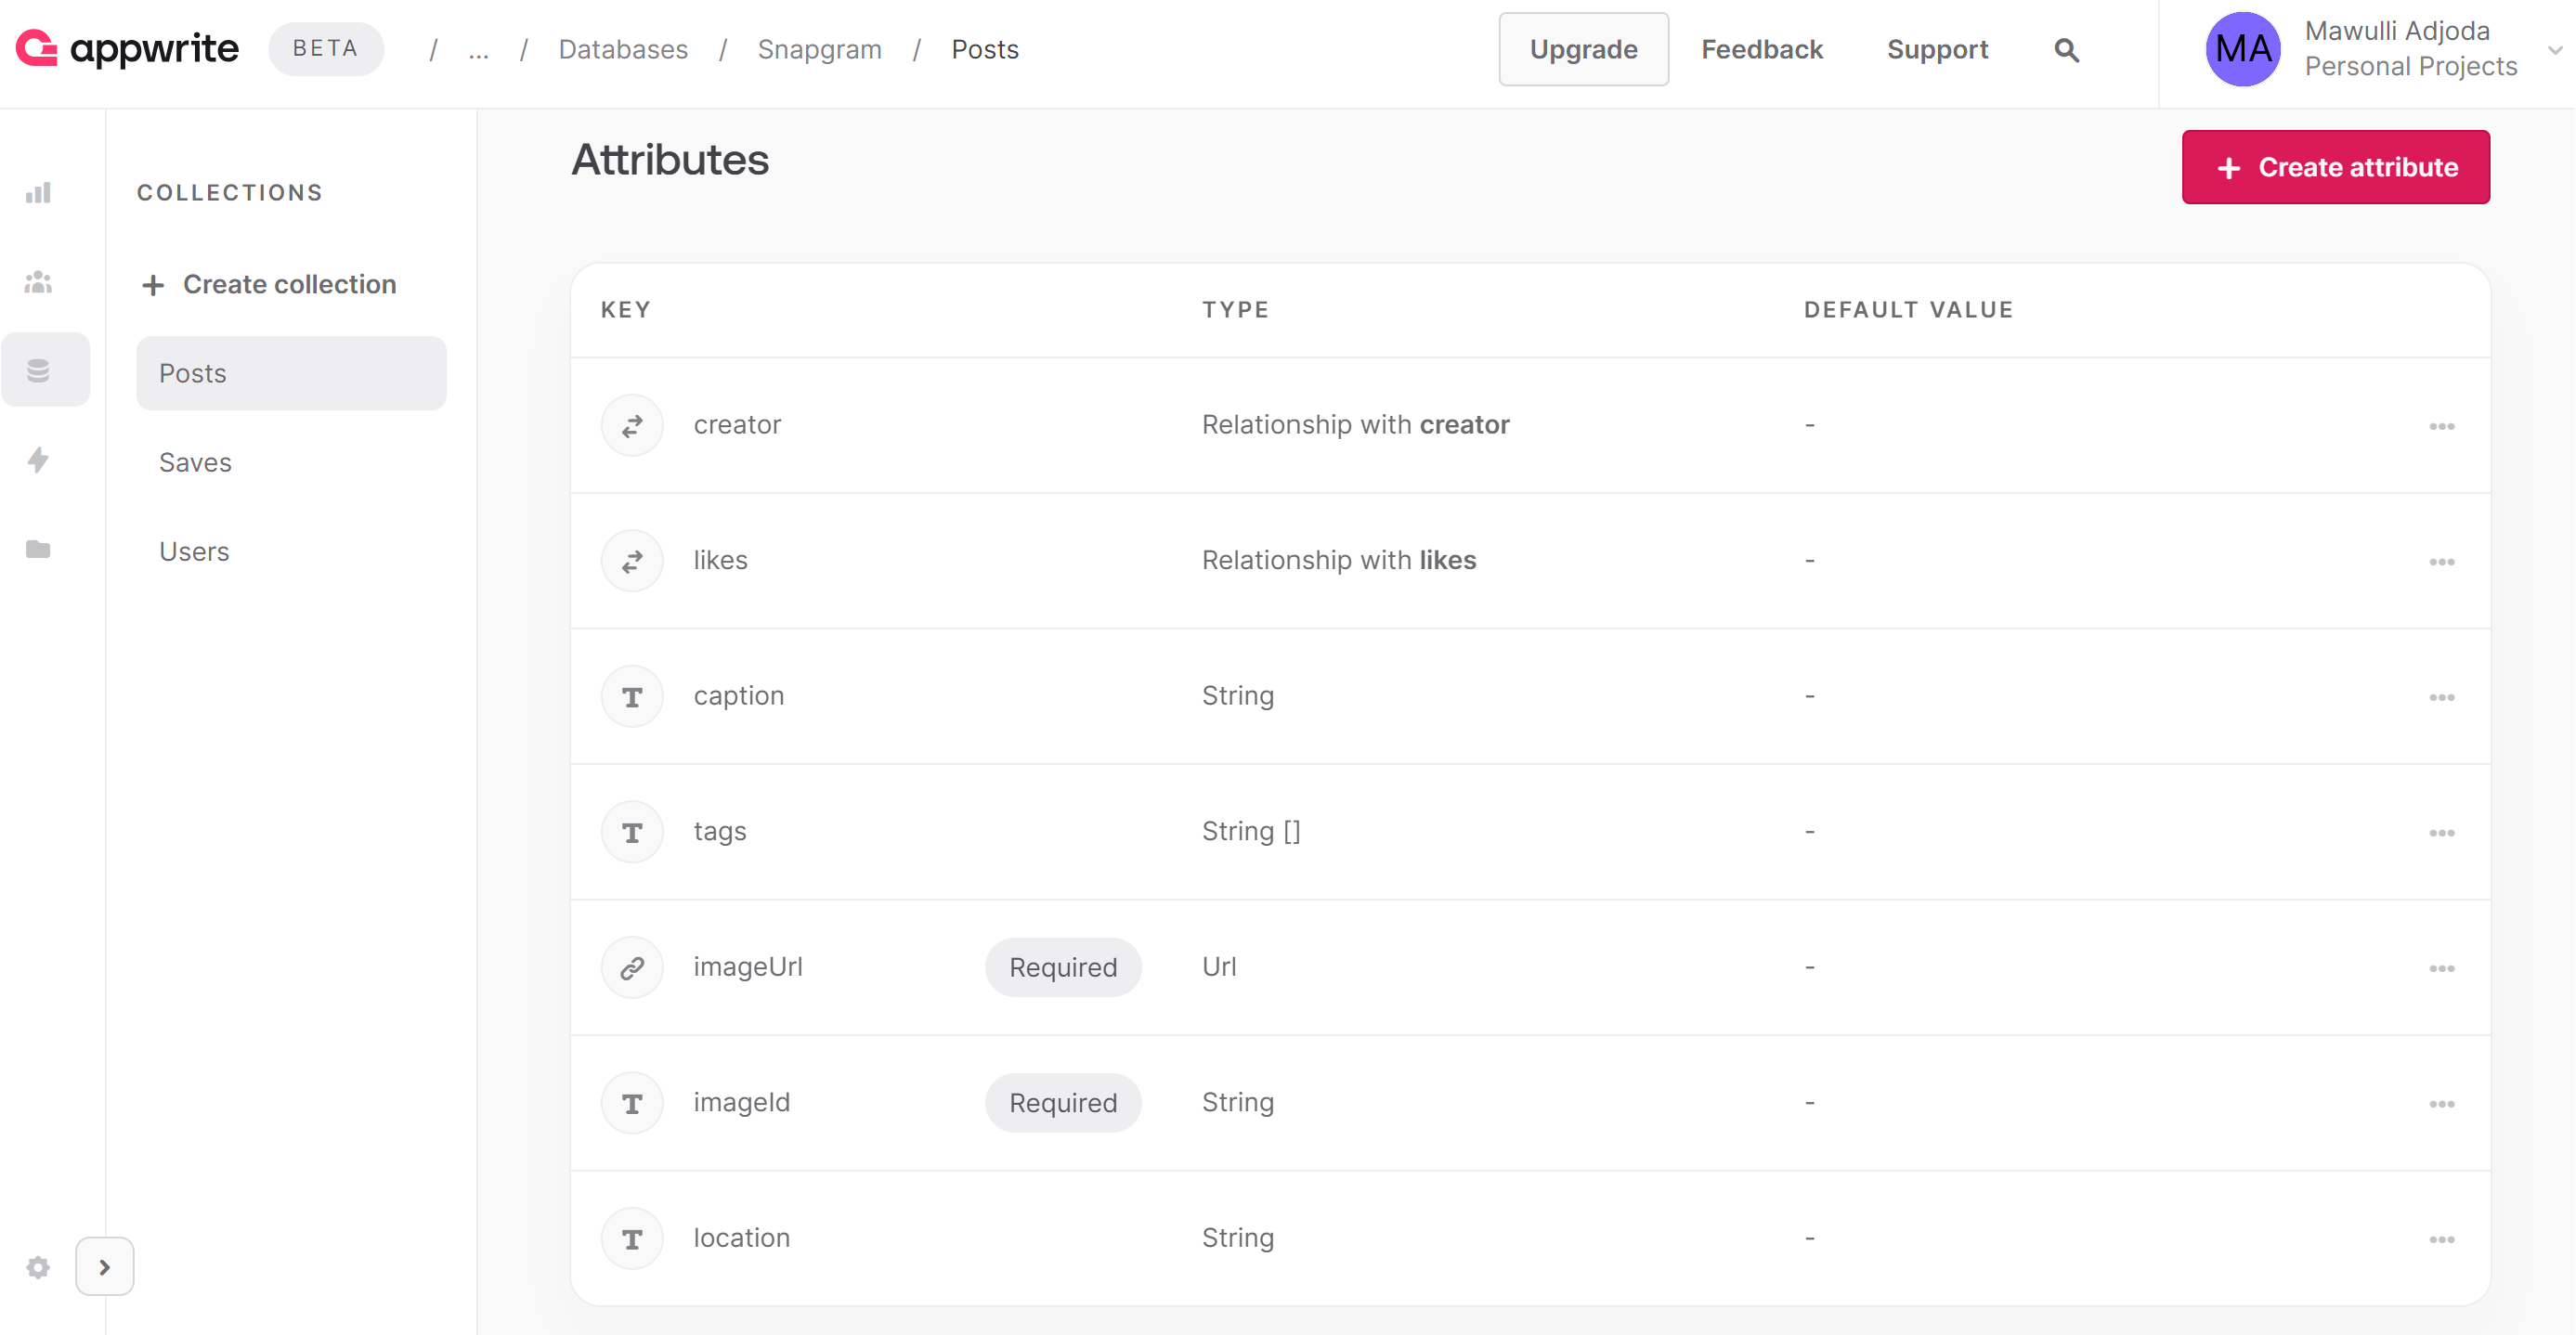 appwrite BETA / ... / Databases / Snapgram / Posts Upgrade Feedback Support MA Mawulli Adjoda
Personal Projects
COLLECTIONS
+ Create collection
Posts
Saves
Users
Attributes
+ Create attribute
KEY TYPE DEFAULT VALUE
creator Relationship with creator -
likes Relationship with likes -
caption String -
tags String [] -
imageUrl Required Url -
imageId Required String -
location String -